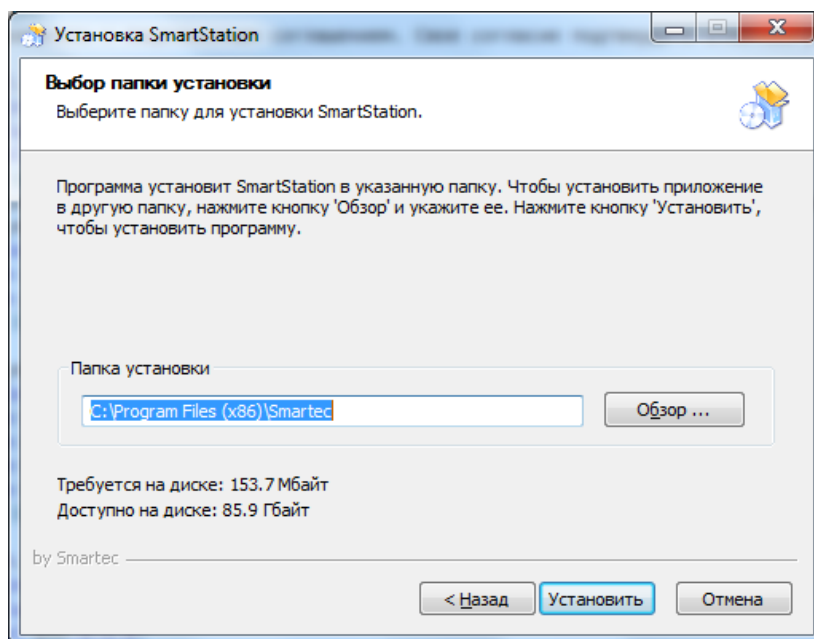 Установка SmartStation
Выбор папки установки
Выберите папку для установки SmartStation.
Программа установит SmartStation в указанную папку. Чтобы установить приложение
в другую папку, нажмите кнопку 'Обзор' и укажите ее. Нажмите кнопку 'Установить',
чтобы установить программу.
Папка установки
C:\Program Files (x86)\Smartec
Обзор ...
Требуется на диске: 153.7 Мбайт
Доступно на диске: 85.9 Гбайт
by Smartec
< Назад Установить Отмена